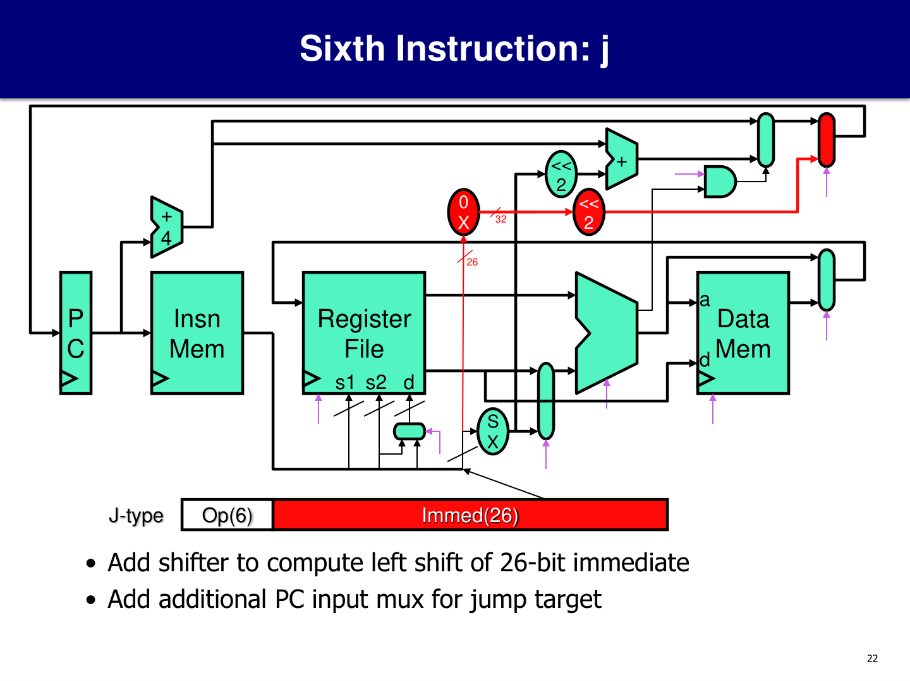 Sixth Instruction: j
<<
2
+
0
X
32
<<
2
+
4
26
P
C
Insn
Mem
Register
File
s1 s2 d
a
Data
d Mem
S
X
J-type Op(6) Immed(26)
• Add shifter to compute left shift of 26-bit immediate
• Add additional PC input mux for jump target
22